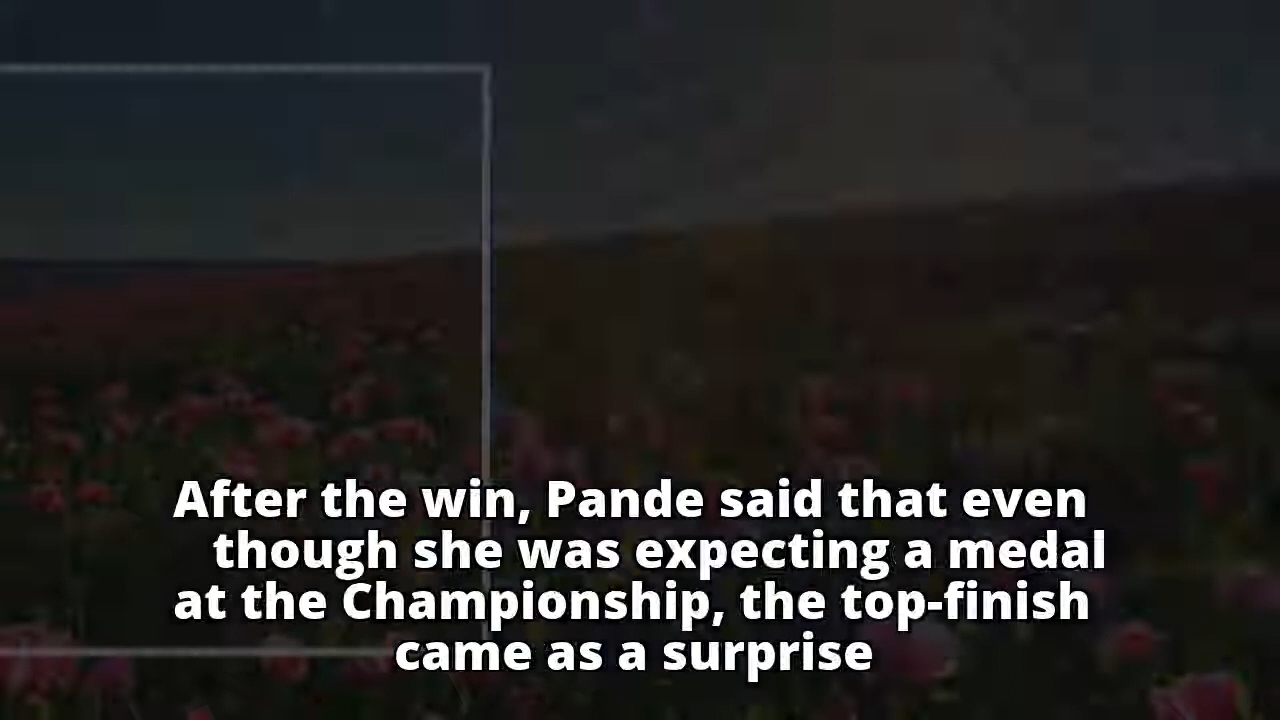 After the win, Pande said that even
though she was expecting a medal
at the Championship, the top-finish
came as a surprise